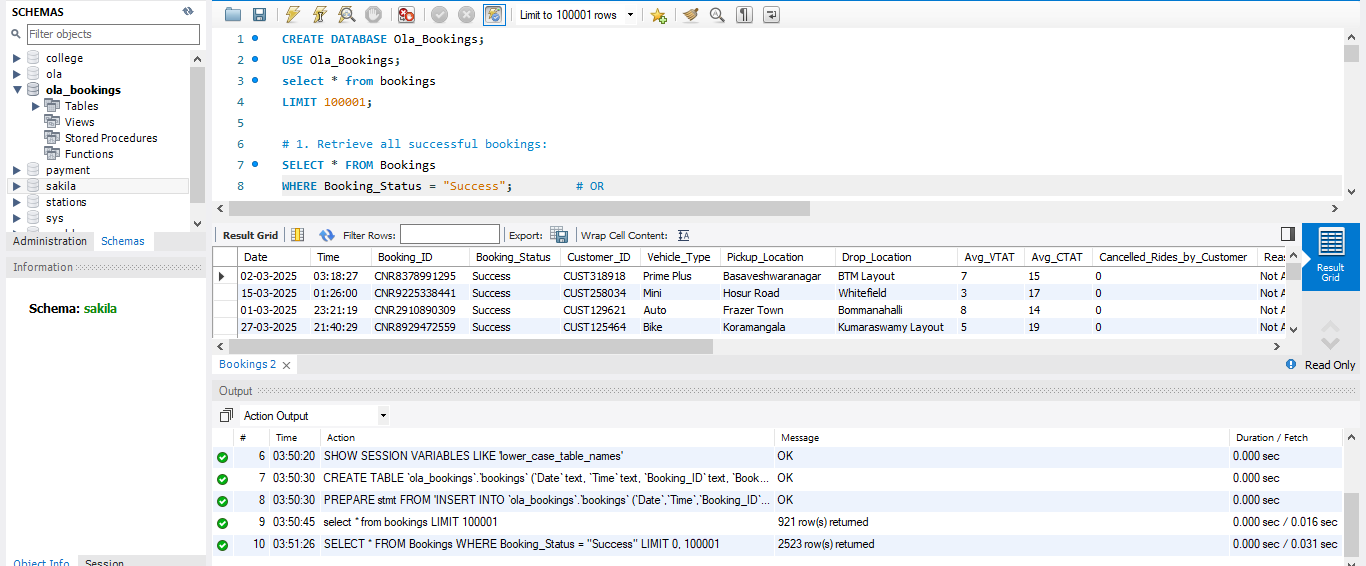 SCHEMAS
Filter objects
college
ola
ola_bookings
Tables
Views
Stored Procedures
Functions
payment
sakila
stations
sys
Administration Schemas
Information
Schema: sakila
Object Info Session
Limit to 100001 rows
1 CREATE DATABASE Ola_Bookings;
2 USE Ola_Bookings;
3 select * from bookings
4 LIMIT 100001;
5
6 # 1. Retrieve all successful bookings:
7 SELECT * FROM Bookings
8 WHERE Booking_Status = "Success"; # OR
Result Grid Filter Rows: Export: Wrap Cell Content:
Date Time Booking_ID Booking_Status Customer_ID Vehicle_Type Pickup_Location Drop_Location Avg_VTAT Avg_CTAT Cancelled_Rides_by_Customer
02-03-2025 03:18:27 CNR8378991295 Success CUST318918 Prime Plus Basaveshwaranagar BTM Layout 7 15 0 Not A
15-03-2025 01:26:00 CNR9225338441 Success CUST258034 Mini Hosur Road Whitefield 3 17 0 Not A
01-03-2025 23:21:19 CNR2910890309 Success CUST129621 Auto Frazer Town Bommanahalli 8 14 0 Not A
27-03-2025 21:40:29 CNR8929472559 Success CUST125464 Bike Koramangala Kumaraswamy Layout 5 19 0 Not A
Result
Grid
Bookings 2
Read Only
Output
Action Output
# Time Action Message Duration / Fetch
6 03:50:20 SHOW SESSION VARIABLES LIKE 'lower_case_table_names' OK 0.000 sec
7 03:50:30 CREATE TABLE `ola_bookings`.`bookings` (`Date` text, `Time` text, `Booking_ID` text, `Book... OK 0.000 sec
8 03:50:30 PREPARE stmt FROM 'INSERT INTO `ola_bookings`.`bookings` (`Date`,`Time`,`Booking_ID`... OK 0.000 sec
9 03:50:45 select * from bookings LIMIT 100001 921 row(s) returned 0.000 sec / 0.016 sec
10 03:51:26 SELECT * FROM Bookings WHERE Booking_Status = "Success" LIMIT 0, 100001 2523 row(s) returned 0.000 sec / 0.031 sec